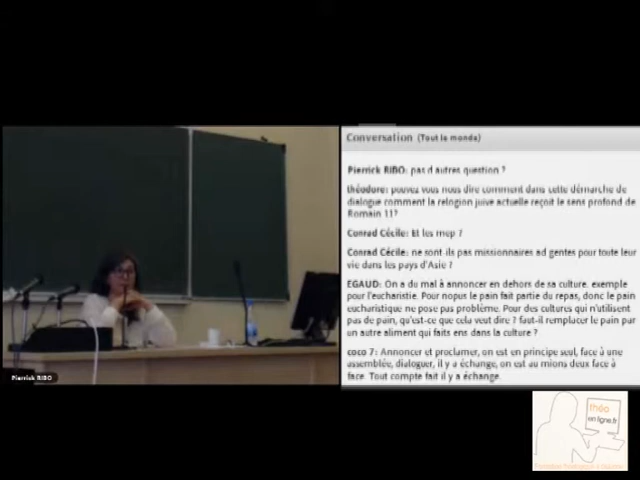 Conversation (Tout le monde)
Pierrick RIBO: pas d autres question ?
théodore: pouvez vous nous dire comment dans cette démarche de
dialogue comment la relogion juive actuelle reçoit le sens profond de
Romain 11?
Conrad Cécile: Et les mep ?
Conrad Cécile: ne sont-ils pas missionnaires ad gentes pour toute leur
vie dans les pays d'Asie ?
EGAUD: On a du mal à annoncer en dehors de sa culture. exemple
pour l'eucharistie. Pour nopus le pain fait partie du repas, donc le pain
eucharistique ne pose pas problème. Pour des cultures qui n'utilisent
pas de pain, qu'est-ce que cela veut dire ? faut-il remplacer le pain par
un autre aliment qui faits ens dans la culture ?
coco 7: Annoncer et proclamer, on est en principe seul, face à une
assemblée, dialoguer, il y a échange, on est au mions deux face à
face. Tout compte fait il y a échange.
Pierrick RIBO
théo
en ligne.fr